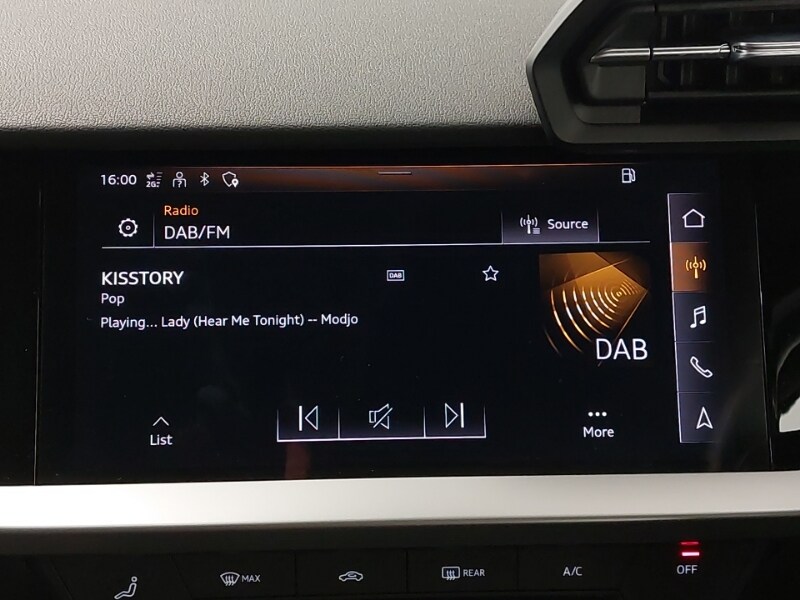 16:00 2G
Radio
DAB/FM
Source
KISSTORY
DAB
Pop
Playing... Lady (Hear Me Tonight) -- Modjo
DAB
List
More
MAX
REAR
A/C
OFF